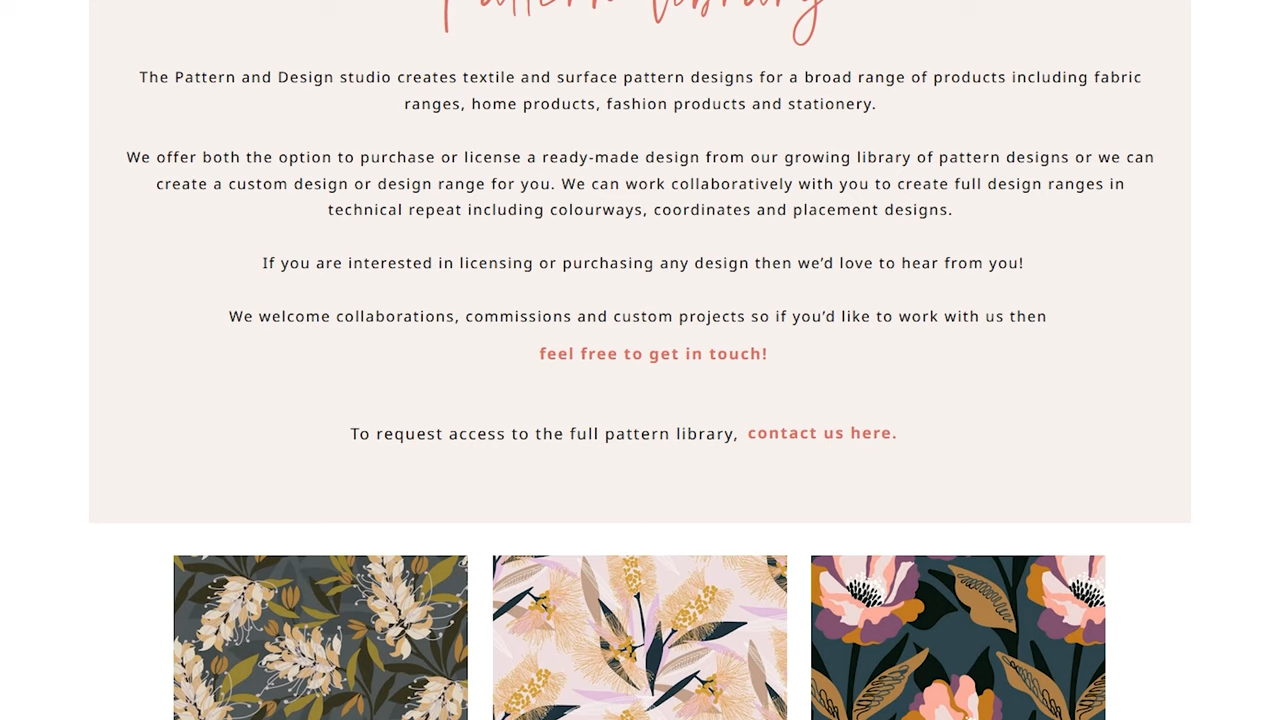 Pattern library
The Pattern and Design studio creates textile and surface pattern designs for a broad range of products including fabric
ranges, home products, fashion products and stationery.
We offer both the option to purchase or license a ready-made design from our growing library of pattern designs or we can
create a custom design or design range for you. We can work collaboratively with you to create full design ranges in
technical repeat including colourways, coordinates and placement designs.
If you are interested in licensing or purchasing any design then we’d love to hear from you!
We welcome collaborations, commissions and custom projects so if you’d like to work with us then
feel free to get in touch!
To request access to the full pattern library, contact us here.